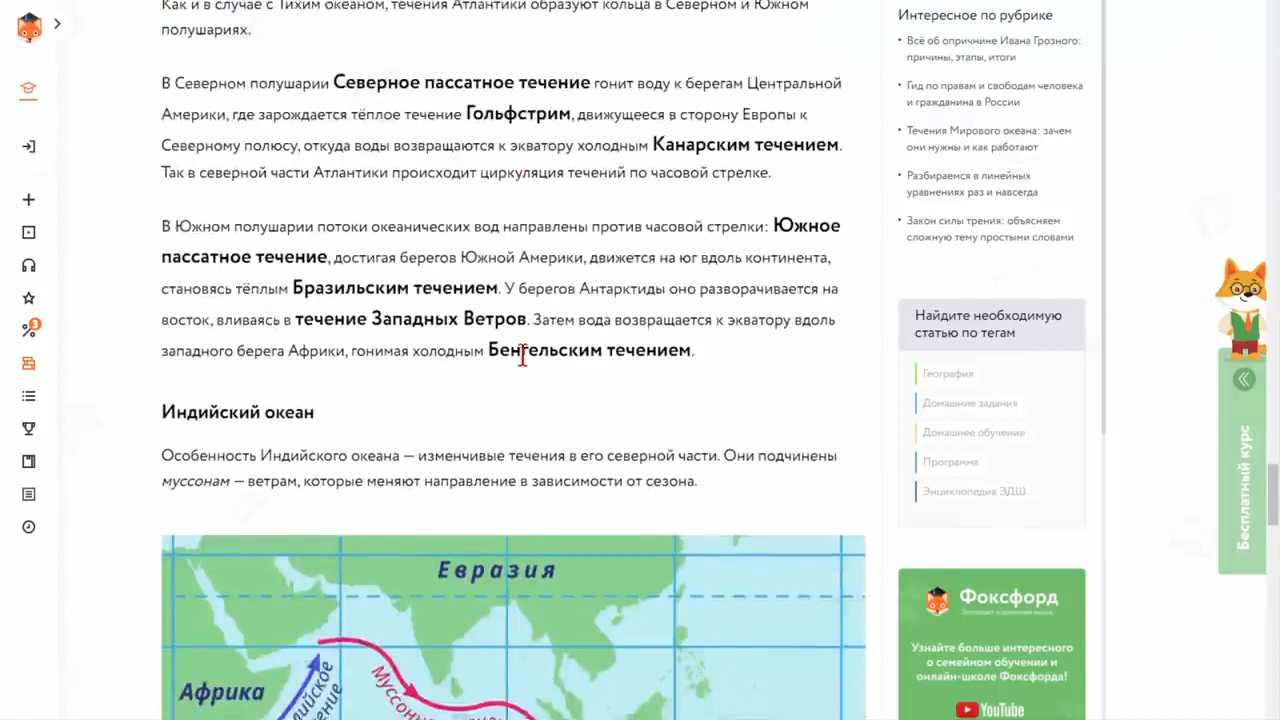 Как и в случае с Тихим океаном, течения Атлантики образуют кольца в Северном и Южном
полушариях.
В Северном полушарии Северное пассатное течение гонит воду к берегам Центральной
Америки, где зарождается тёплое течение Гольфстрим, движущееся в сторону Европы к
Северному полюсу, откуда воды возвращаются к экватору холодным Канарским течением.
Так в северной части Атлантики происходит циркуляция течений по часовой стрелке.
В Южном полушарии потоки океанических вод направлены против часовой стрелки: Южное
пассатное течение, достигая берегов Южной Америки, движется на юг вдоль континента,
становясь тёплым Бразильским течением. У берегов Антарктиды оно разворачивается на
восток, вливаясь в течение Западных Ветров. Затем вода возвращается к экватору вдоль
западного берега Африки, гонимая холодным Бенгельским течением.
Индийский океан
Особенность Индийского океана — изменчивые течения в его северной части. Они подчинены
муссонам — ветрам, которые меняют направление в зависимости от сезона.
Евразия
Африка
Интересное по рубрике
• Всё об опричнине Ивана Грозного:
причины, этапы, итоги
• Гид по правам и свободам человека
и гражданина в России
• Течения Мирового океана: зачем
они нужны и как работают
• Разбираемся в линейных
уравнениях раз и навсегда
• Закон силы трения: объясняем
сложную тему простыми словами
Найдите необходимую
статью по тегам
География
Домашние задания
Домашнее обучение
Программа
Энциклопедия ЭДШ
Фоксфорд
Узнайте больше интересного
о семейном обучении и
онлайн-школе Фоксфорда!
YouTube
Бесплатный курс
3